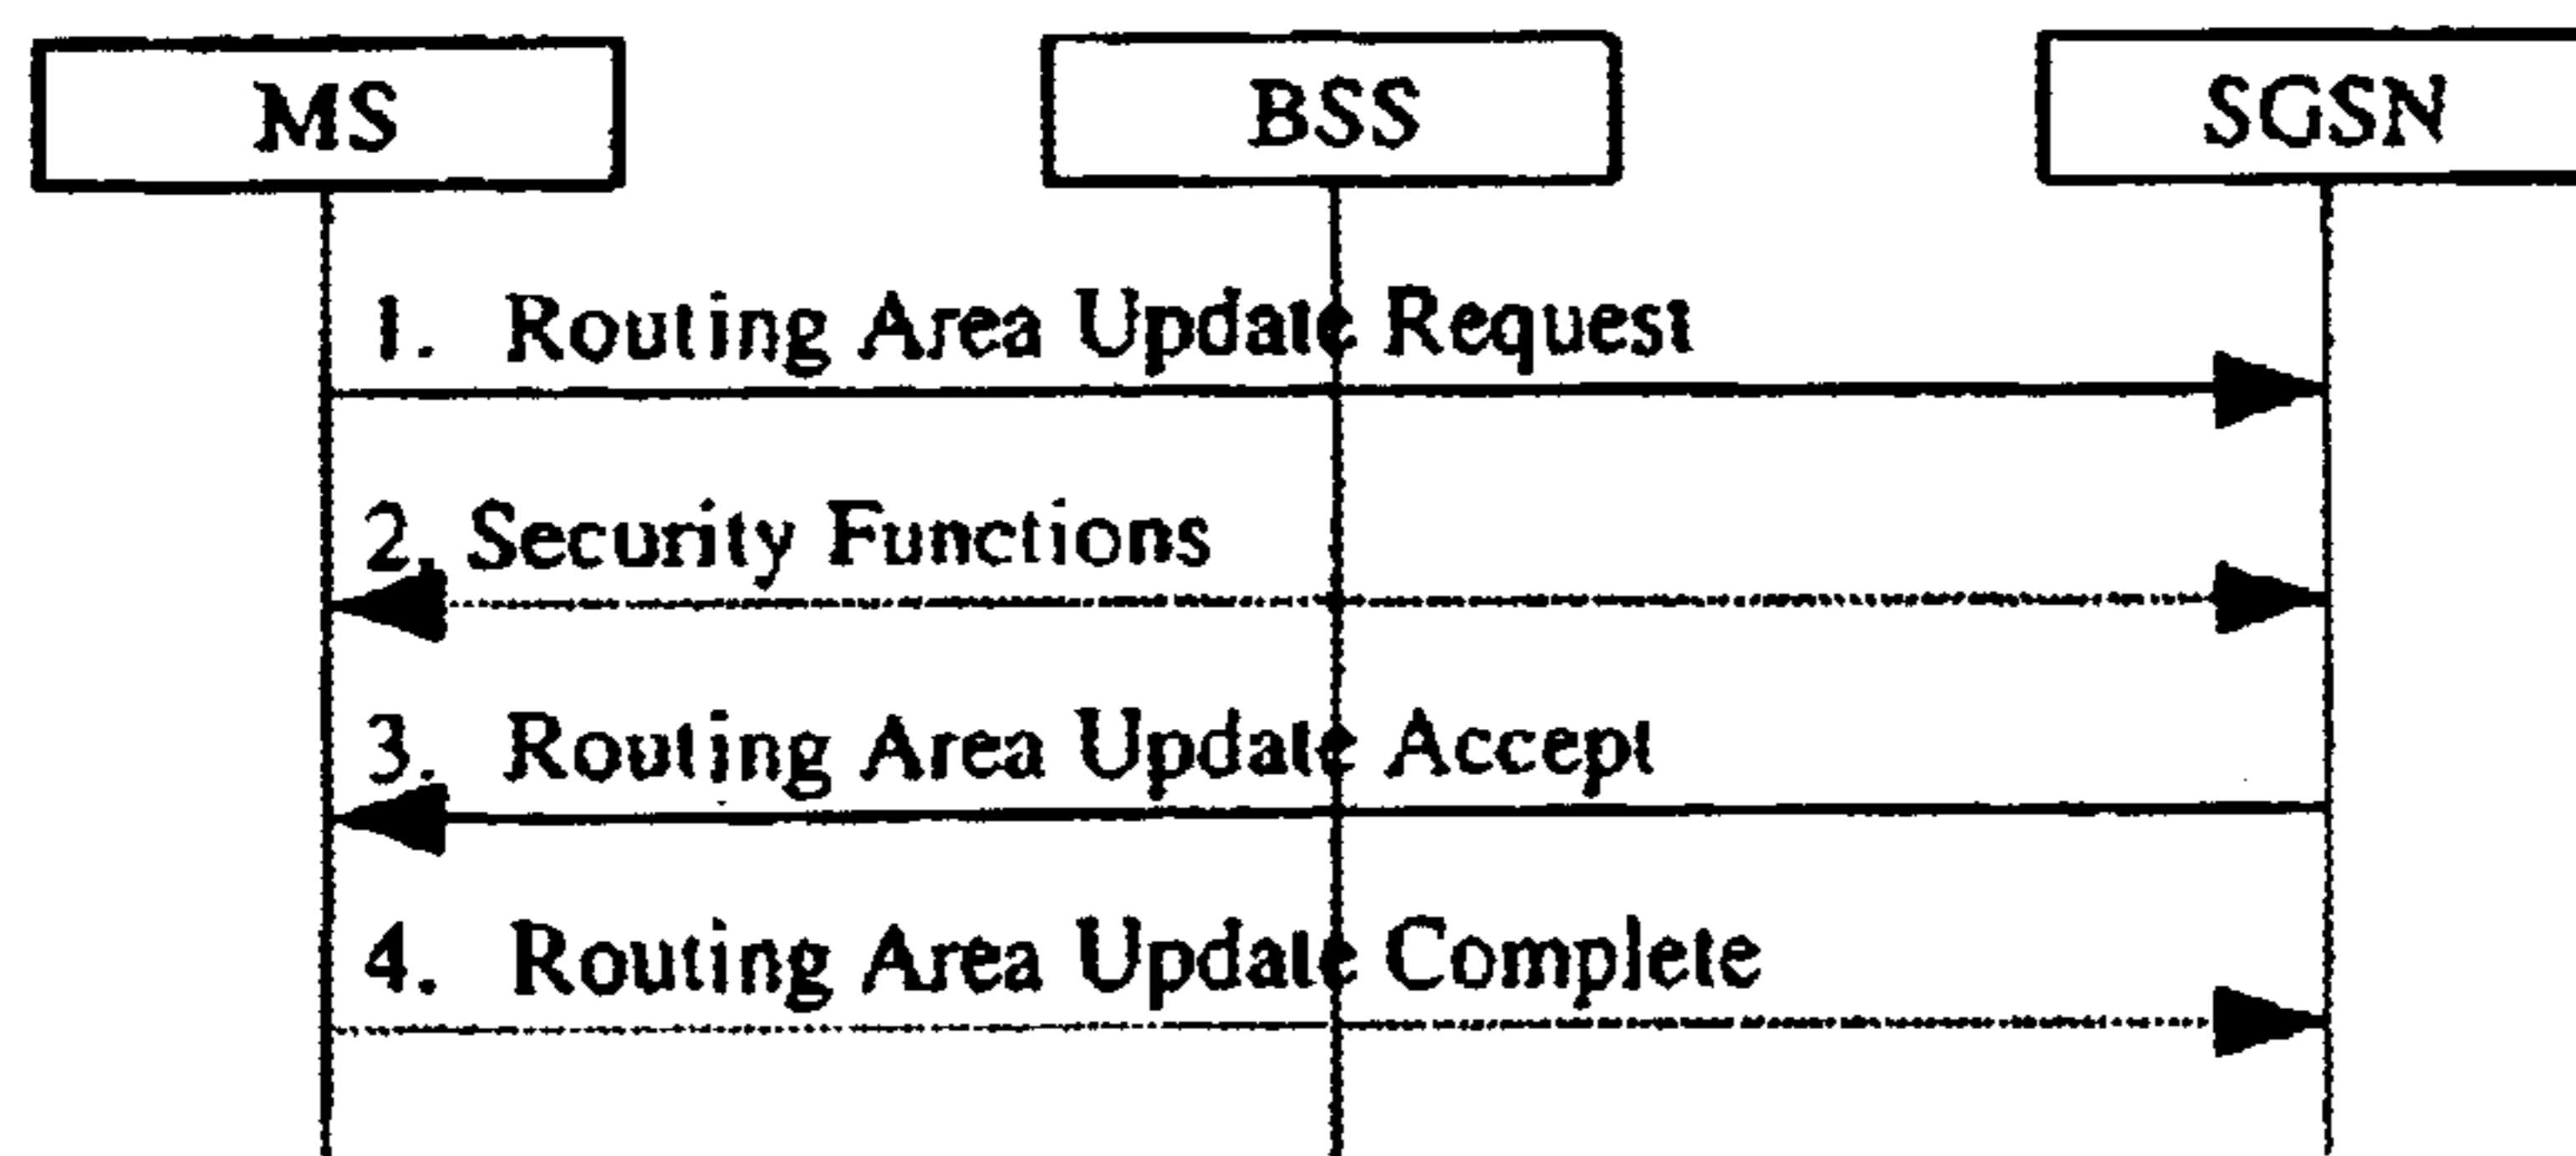 MS
BSS
SGSN
1. Routing Area Update Request
2. Security Functions
3. Routing Area Update Accept
4. Routing Area Update Complete